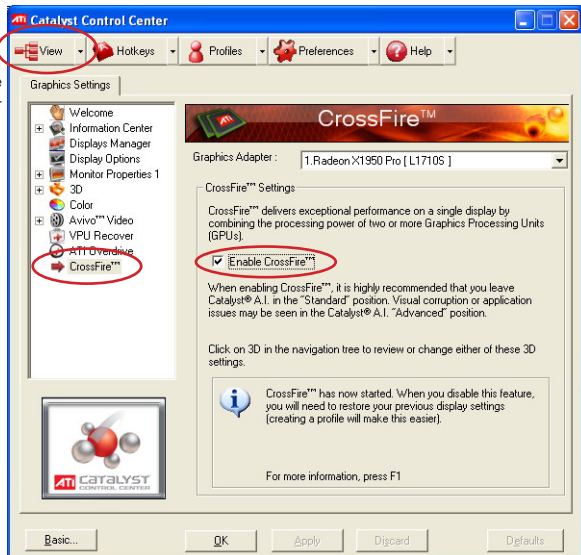 Catalyst Control Center
View
Hotkeys
Profiles
Preferences
Help
Graphics Settings
Welcome
Information Center
Displays Manager
Display Options
Monitor Properties 1
3D
Color
Avivo™ Video
VPU Recover
ATI Overdrive
CrossFire™
ATI CATALYST
CONTROL CENTER
CrossFire™
Graphics Adapter :
1.Radeon X1950 Pro [ L1710S ]
CrossFire™ Settings
CrossFire™ delivers exceptional performance on a single display by
combining the processing power of two or more Graphics Processing Units
(GPUs).
Enable CrossFire™
When enabling CrossFire™, it is highly recommended that you leave
Catalyst® A.I. in the "Standard" position. Visual corruption or application
issues may be seen in the Catalyst® A.I. "Advanced" position.
Click on 3D in the navigation tree to review or change either of these 3D
settings.
CrossFire™ has now started. When you disable this feature,
you will need to restore your previous display settings
(creating a profile will make this easier).
For more information, press F1
Basic...
OK
Apply
Discard
Defaults